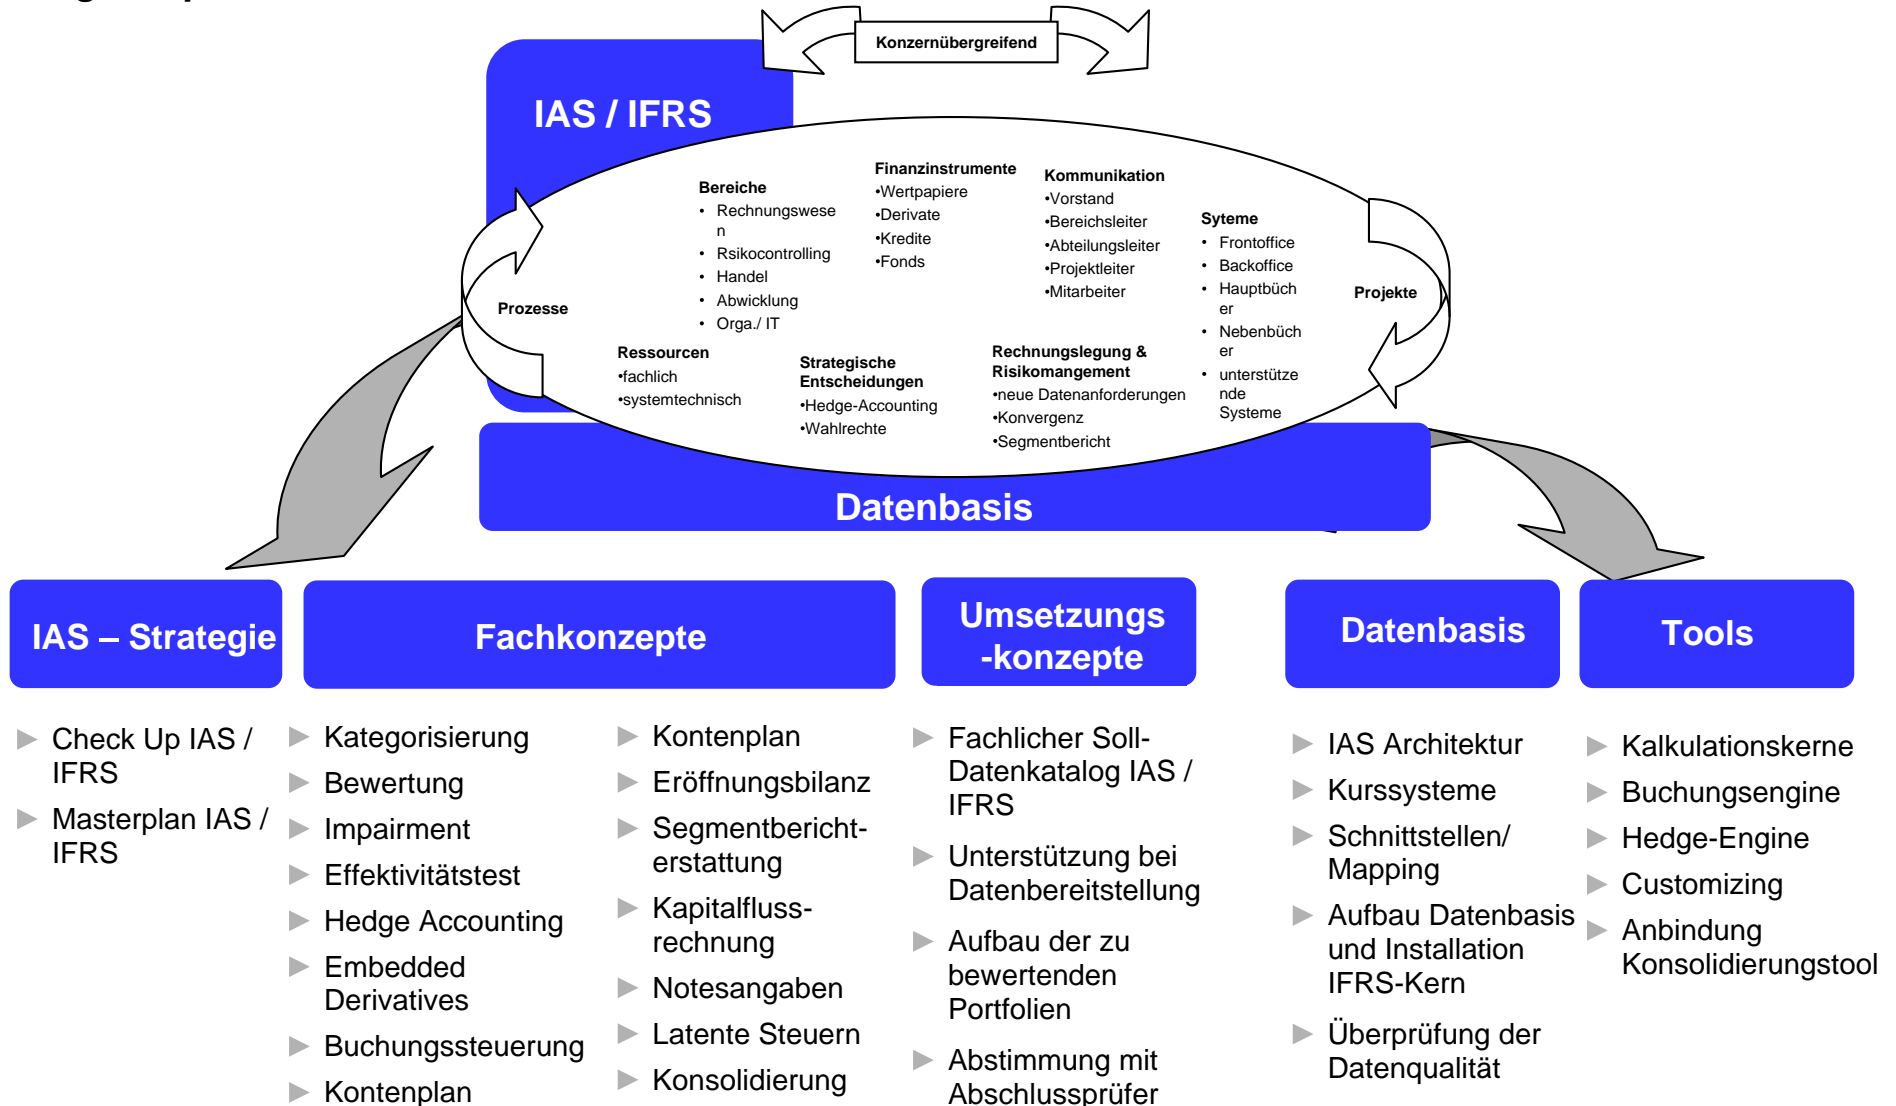 Konzernübergreifend
IAS / IFRS
Finanzinstrumente
•Wertpapiere
•Derivate
•Kredite
•Fonds
Kommunikation
•Vorstand
•Bereichsleiter
•Abteilungsleiter
•Projektleiter
•Mitarbeiter
Bereiche
• Rechnungswese
n
• Rsikocontrolling
• Handel
• Abwicklung
• Orga./ IT
Syteme
• Frontoffice
• Backoffice
• Hauptbüch
er
• Nebenbüch
er
• unterstütze
nde
Systeme
Prozesse
Projekte
Ressourcen
•fachlich
•systemtechnisch
Strategische
Entscheidungen
•Hedge-Accounting
•Wahlrechte
Rechnungslegung &
Risikomangement
•neue Datenanforderungen
•Konvergenz
•Segmentbericht
Datenbasis
IAS – Strategie
► Check Up IAS /
IFRS
► Masterplan IAS /
IFRS
Fachkonzepte
► Kategorisierung
► Bewertung
► Impairment
► Effektivitätstest
► Hedge Accounting
► Embedded
Derivatives
► Buchungssteuerung
► Kontenplan
► Kontenplan
► Eröffnungsbilanz
► Segmentbericht-
erstattung
► Kapitalfluss-
rechnung
► Notesangaben
► Latente Steuern
► Konsolidierung
Umsetzungs
-konzepte
► Fachlicher Soll-
Datenkatalog IAS /
IFRS
► Unterstützung bei
Datenbereitstellung
► Aufbau der zu
bewertenden
Portfolien
► Abstimmung mit
Abschlussprüfer
Datenbasis
► IAS Architektur
► Kurssysteme
► Schnittstellen/
Mapping
► Aufbau Datenbasis
und Installation
IFRS-Kern
► Überprüfung der
Datenqualität
Tools
► Kalkulationskerne
► Buchungsengine
► Hedge-Engine
► Customizing
► Anbindung
Konsolidierungstool